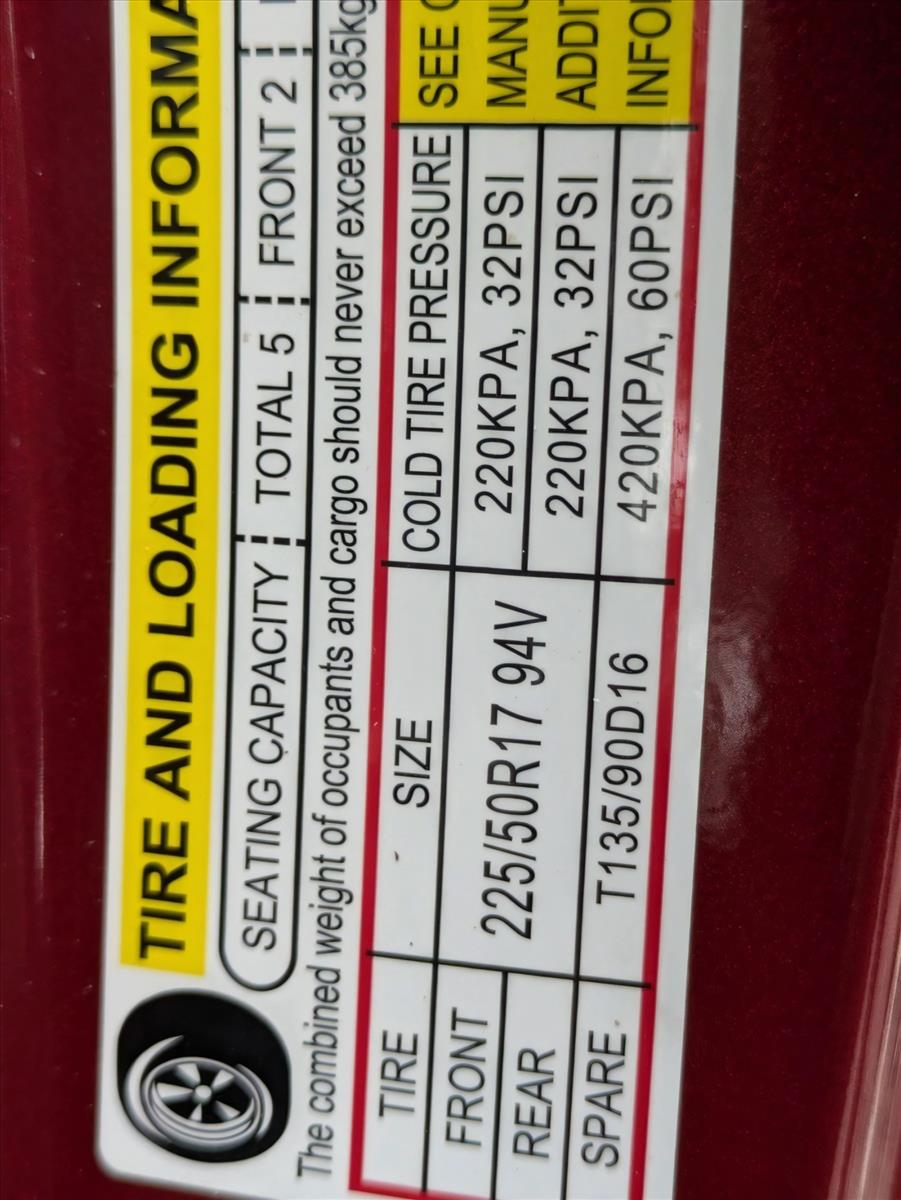 TIRE AND LOADING INFORMA
SEATING CAPACITY TOTAL 5 FRONT 2
The combined weight of occupants and cargo should never exceed 385kg
TIRE SIZE COLD TIRE PRESSURE SEE
FRONT 225/50R17 94V 220KPA, 32PSI MANU
REAR 220KPA, 32PSI ADDIT
SPARE T135/90D16 420KPA, 60PSI INFO